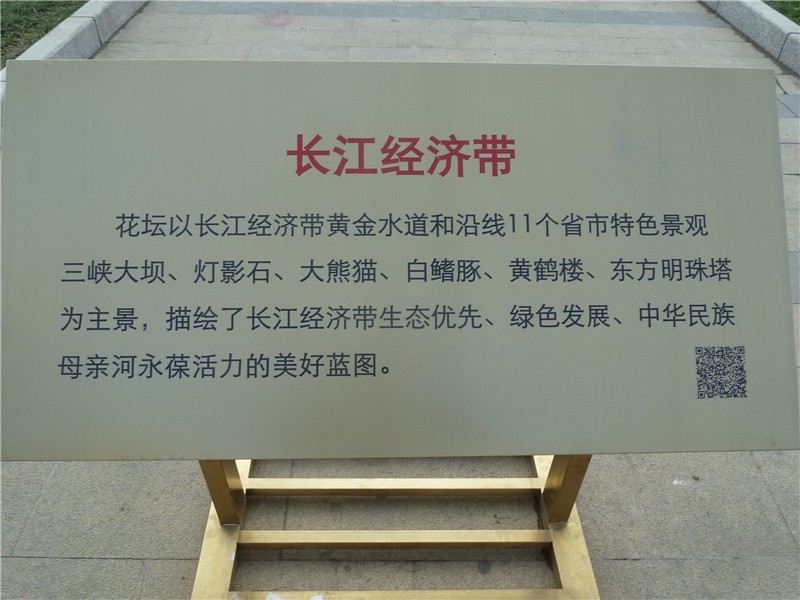 长江经济带
花坛以长江经济带黄金水道和沿线11个省市特色景观
三峡大坝、灯影石、大熊猫、白鳍豚、黄鹤楼、东方明珠塔
为主景，描绘了长江经济带生态优先、绿色发展、中华民族
母亲河永葆活力的美好蓝图。